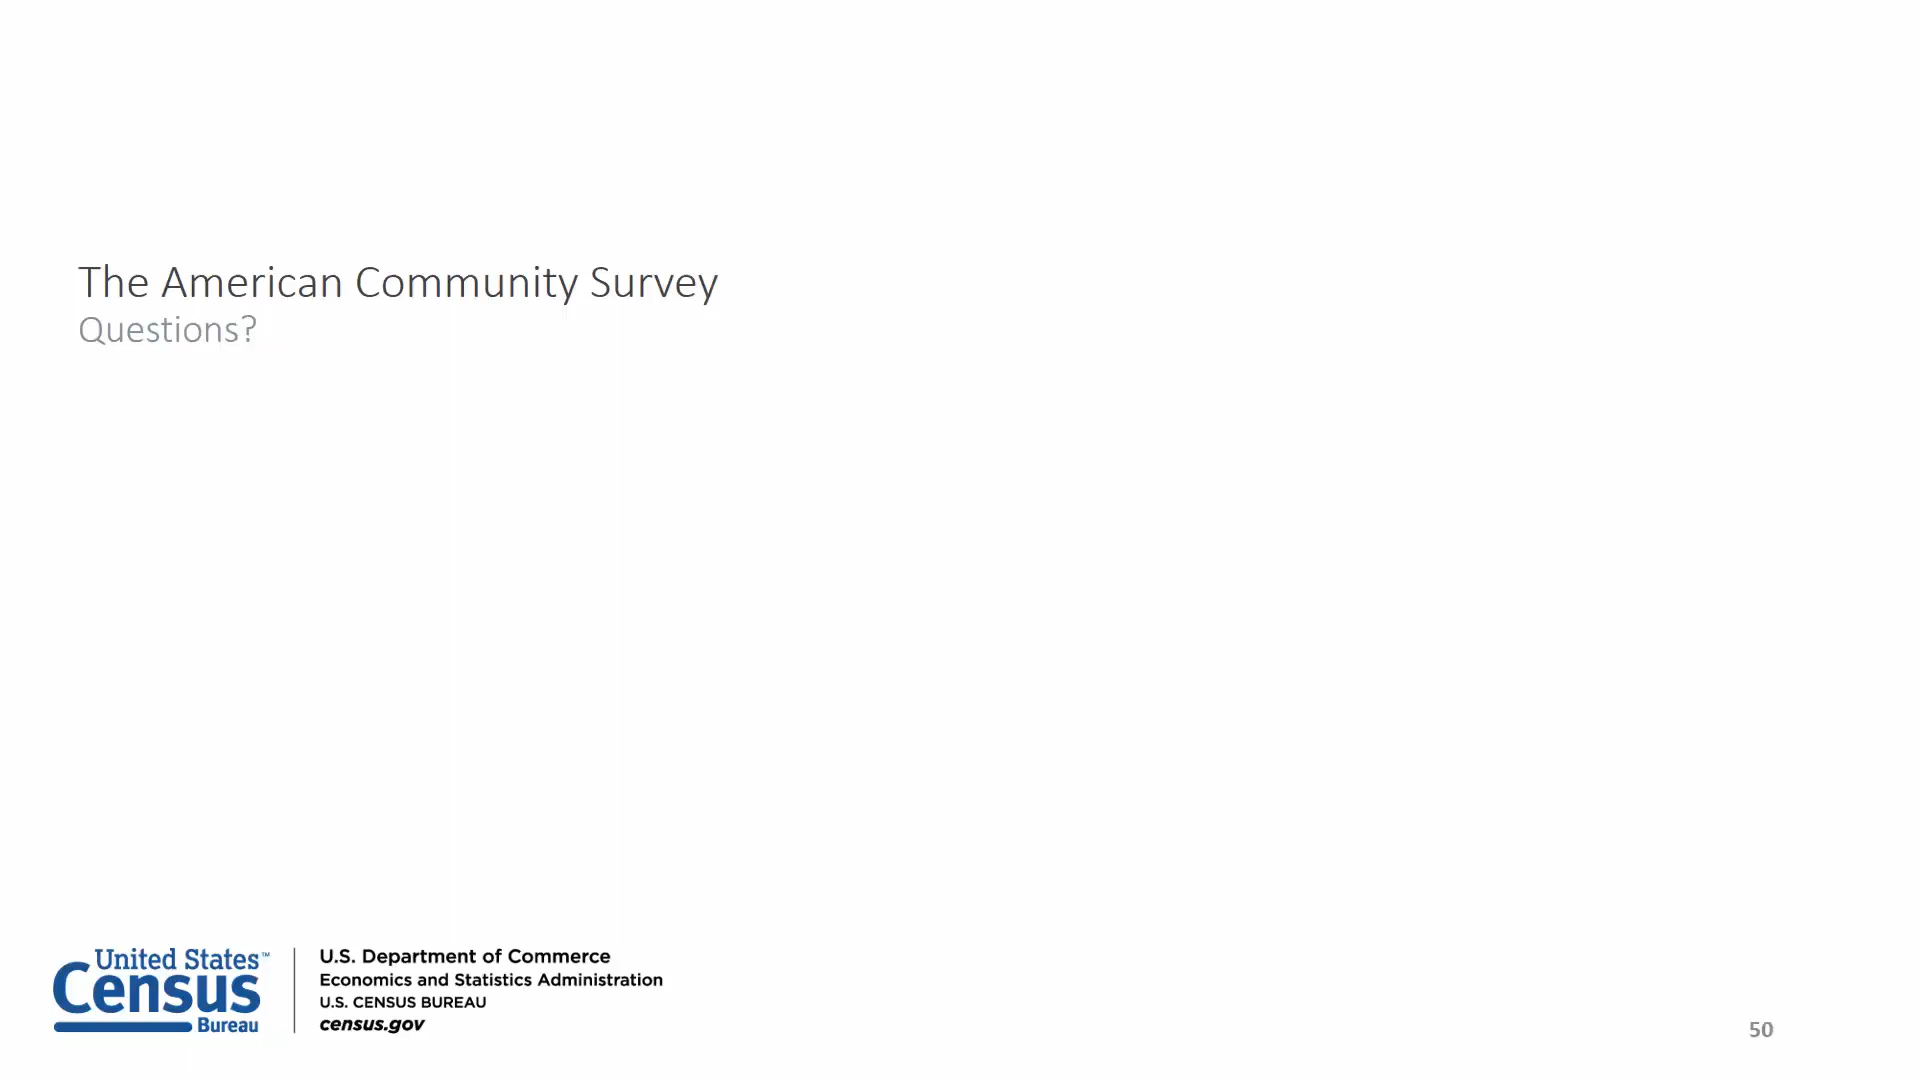 The American Community Survey
Questions?
United States™
Census
Bureau
U.S. Department of Commerce
Economics and Statistics Administration
U.S. CENSUS BUREAU
census.gov
50